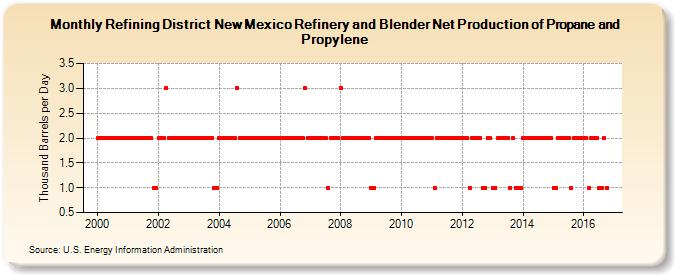 Monthly Refining District New Mexico Refinery and Blender Net Production of Propane and
Propylene
Thousand Barrels per Day
3.5
3.0
2.5
2.0
1.5
1.0
0.5
2000 2002 2004 2006 2008 2010 2012 2014 2016
Source: U.S. Energy Information Administration